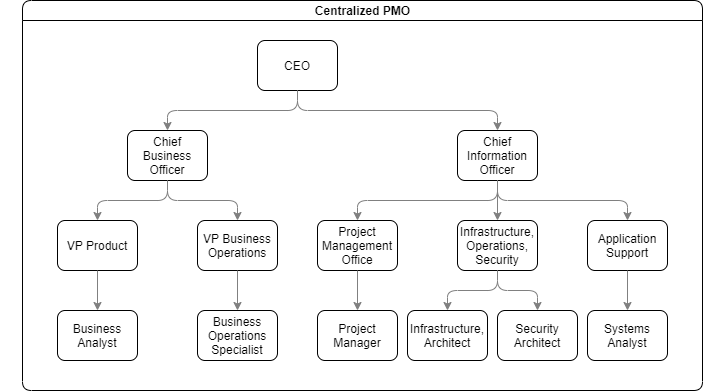 Centralized PMO
CEO
Chief
Business
Officer
Chief
Information
Officer
VP Product
VP Business
Operations
Project
Management
Office
Infrastructure,
Operations,
Security
Application
Support
Business
Analyst
Business
Operations
Specialist
Project
Manager
Infrastructure,
Architect
Security
Architect
Systems
Analyst